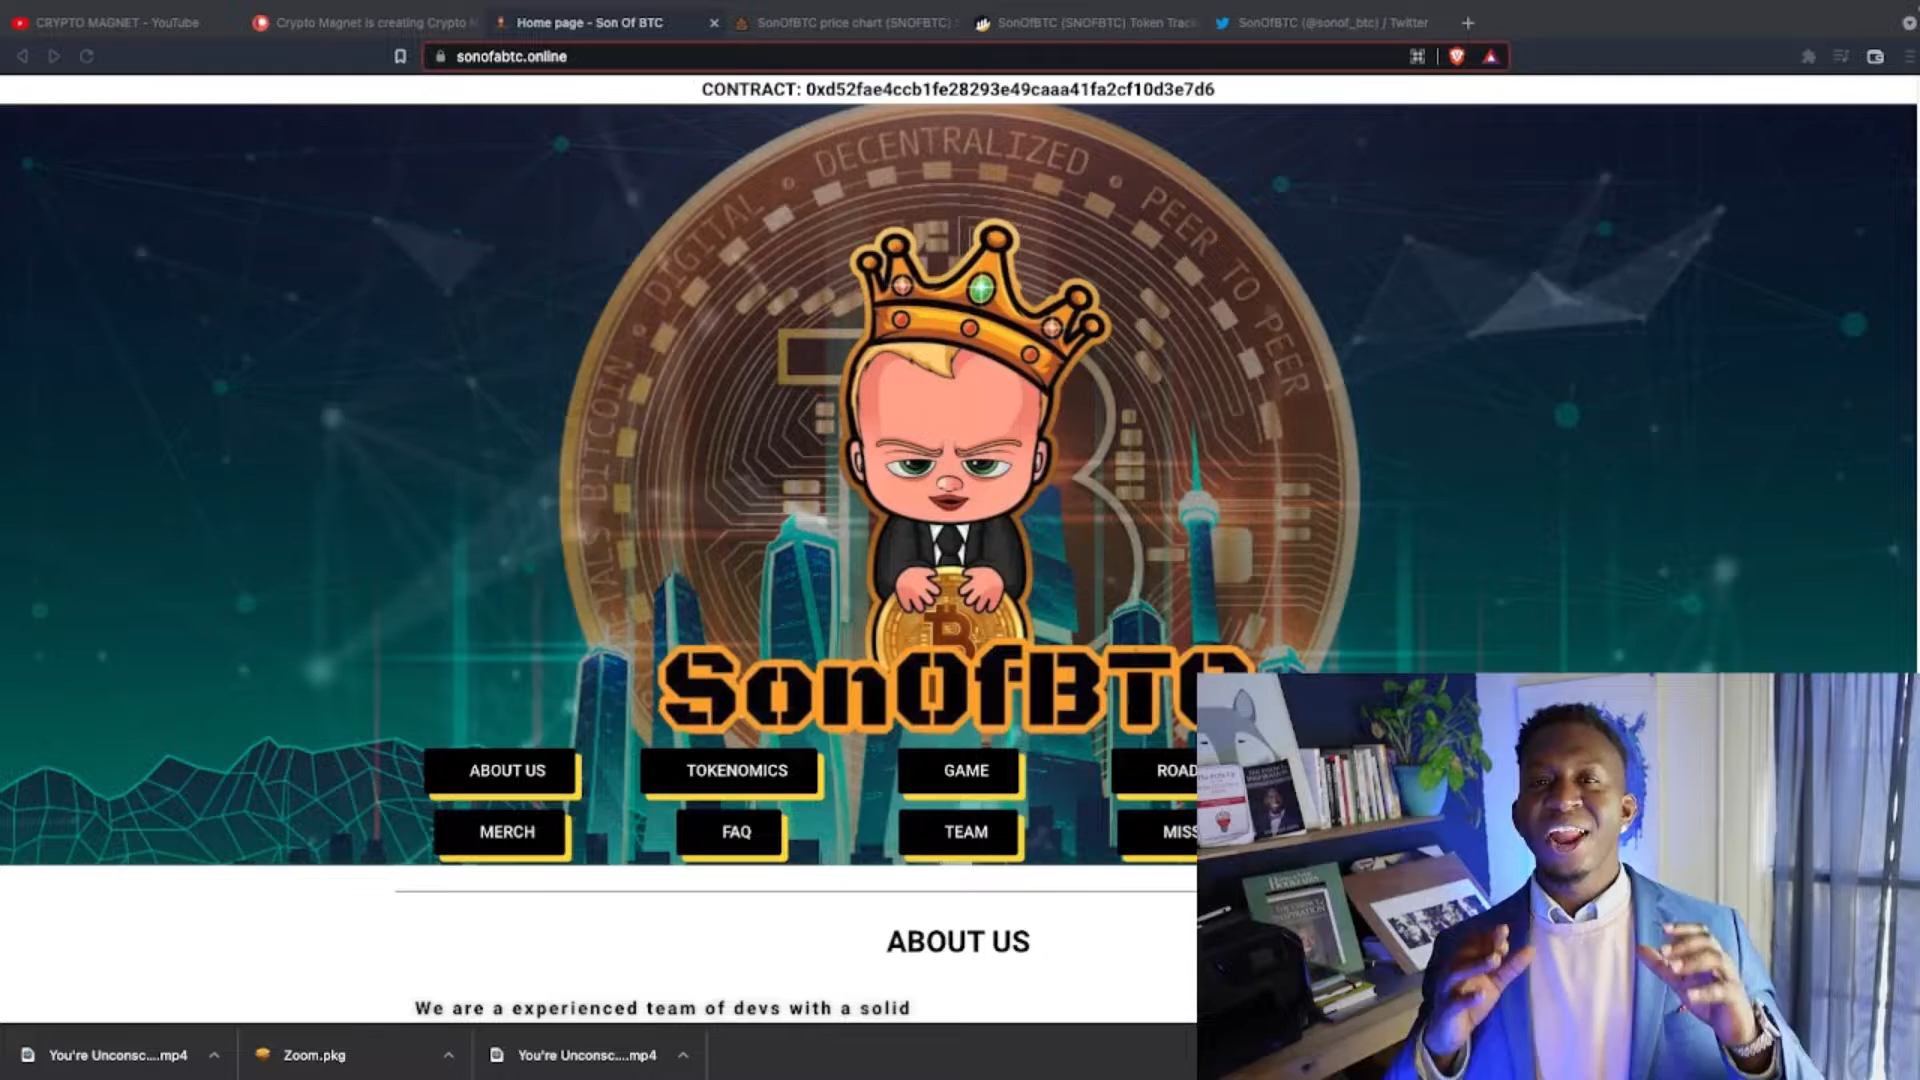 CRYPTO MAGNET - YouTube
Crypto Magnet is creating Crypto
Home page - Son Of BTC
SonOfBTC price chart (SNOFBTC)
SonOfBTC (SNOFBTC) Token Trac
SonOfBTC (@sonof_btc) / Twitter
sonofabtc.online
CONTRACT: 0xd52fae4ccb1fe28293e49caaa41fa2cf10d3e7d6
BITCOIN • DIGITAL • DECENTRALIZED • PEER TO PEER
SonOfBTC
ABOUT US
TOKENOMICS
GAME
ROAD
MERCH
FAQ
TEAM
MISS
ABOUT US
We are a experienced team of devs with a solid
You're Unconsc....mp4
Zoom.pkg
You're Unconsc....mp4